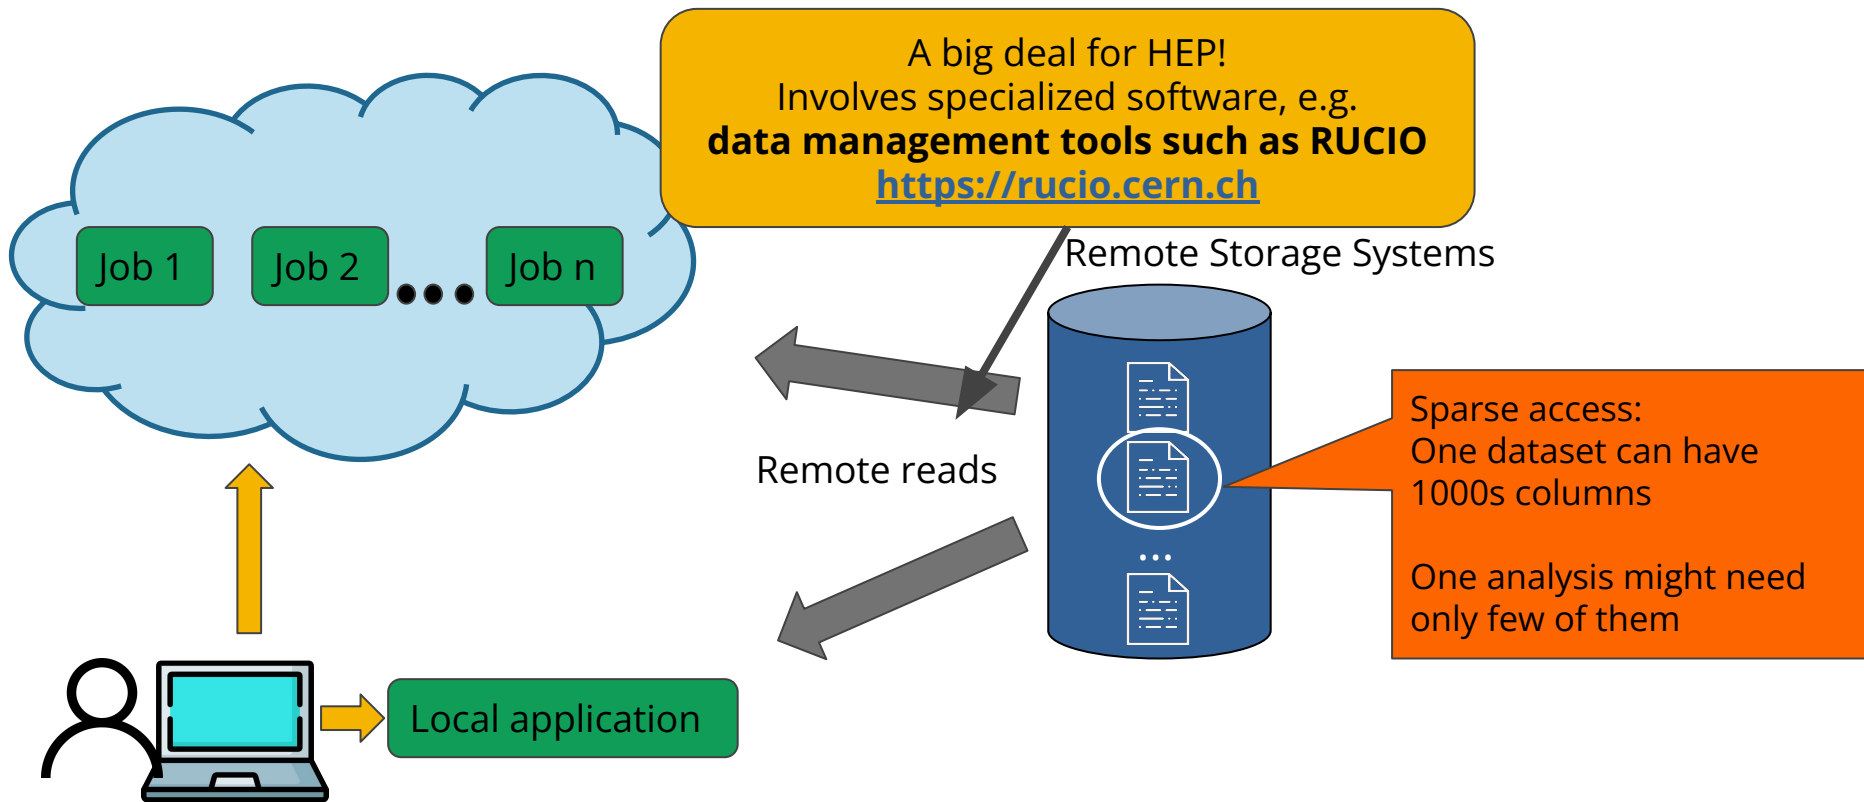 A big deal for HEP!
Involves specialized software, e.g.
data management tools such as RUCIO
https://rucio.cern.ch
Job 1
Job 2
Job n
Remote Storage Systems
Remote reads
...
Sparse access:
One dataset can have
1000s columns
One analysis might need
only few of them
Local application